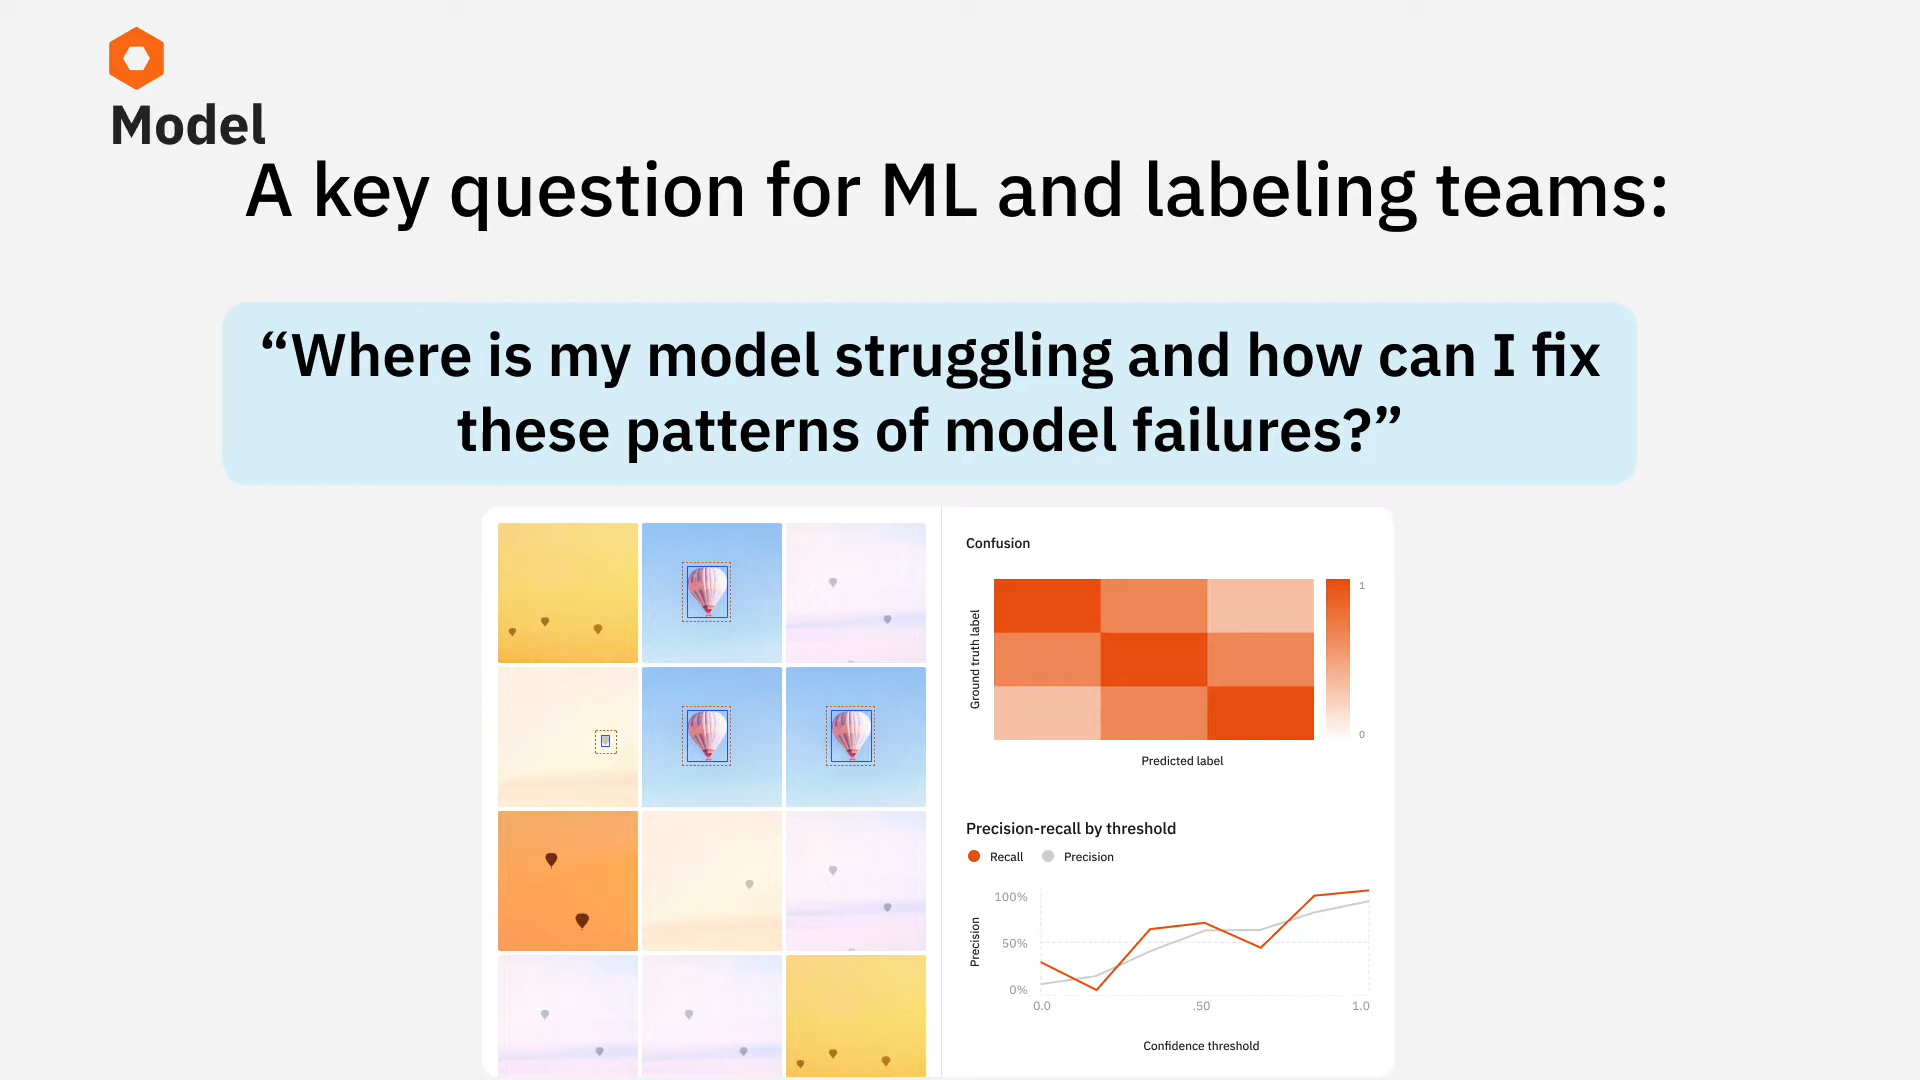 Model
A key question for ML and labeling teams:
“Where is my model struggling and how can I fix
these patterns of model failures?”
Confusion
Ground truth label
1
0
Predicted label
Precision-recall by threshold
Recall
Precision
Precision
100%
50%
0%
0.0
.50
1.0
Confidence threshold